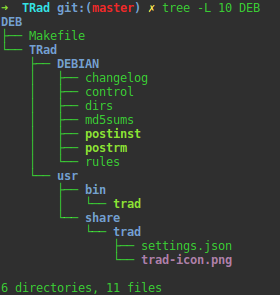 ➜  TRad git:(master) ✗ tree -L 10 DEB
DEB
├── Makefile
└── TRad
    ├── DEBIAN
    │   ├── changelog
    │   ├── control
    │   ├── dirs
    │   ├── md5sums
    │   ├── postinst
    │   ├── postrm
    │   └── rules
    └── usr
        ├── bin
        │   └── trad
        └── share
            └── trad
                ├── settings.json
                └── trad-icon.png
6 directories, 11 files